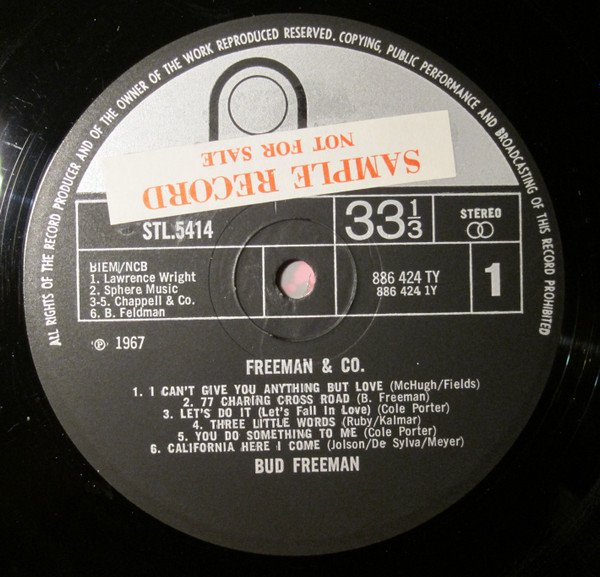 ALL RIGHTS OF THE RECORD PRODUCER AND OF THE OWNER OF THE WORK REPRODUCED RESERVED. COPYING, PUBLIC PERFORMANCE AND BROADCASTING OF THIS RECORD PROHIBITED
SAMPLE RECORD
NOT FOR SALE
STL.5414
33 1/3
STEREO
BIEM/NCB
1. Lawrence Wright
2. Sphere Music
3-5. Chappell & Co.
6. B. Feldman
886 424 TY
886 424 1Y
1
℗ 1967
FREEMAN & CO.
1. I CAN'T GIVE YOU ANYTHING BUT LOVE (McHugh/Fields)
2. 77 CHARING CROSS ROAD (B. Freeman)
3. LET'S DO IT (Let's Fall In Love) (Cole Porter)
4. THREE LITTLE WORDS (Ruby/Kalmar)
5. YOU DO SOMETHING TO ME (Cole Porter)
6. CALIFORNIA HERE I COME (Jolson/De Sylva/Meyer)
BUD FREEMAN